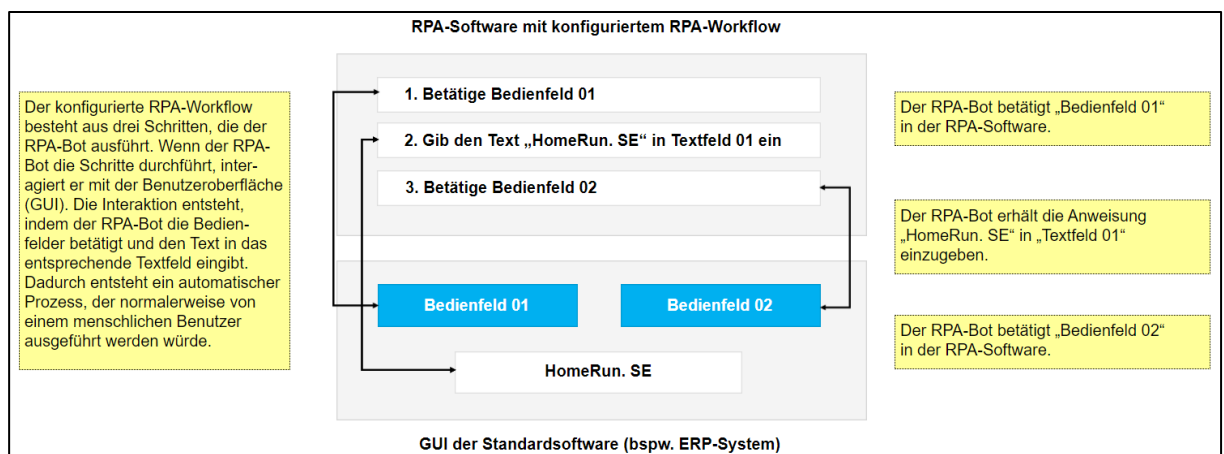 RPA-Software mit konfiguriertem RPA-Workflow
Der konfigurierte RPA-Workflow
besteht aus drei Schritten, die der
RPA-Bot ausführt. Wenn der RPA-
Bot die Schritte durchführt, inter-
agiert er mit der Benutzeroberfläche
(GUI). Die Interaktion entsteht,
indem der RPA-Bot die Bedien-
felder betätigt und den Text in das
entsprechende Textfeld eingibt.
Dadurch entsteht ein automatischer
Prozess, der normalerweise von
einem menschlichen Benutzer
ausgeführt werden würde.
1. Betätige Bedienfeld 01
2. Gib den Text „HomeRun. SE“ in Textfeld 01 ein
3. Betätige Bedienfeld 02
Bedienfeld 01
Bedienfeld 02
HomeRun. SE
GUI der Standardsoftware (bspw. ERP-System)
Der RPA-Bot betätigt „Bedienfeld 01“
in der RPA-Software.
Der RPA-Bot erhält die Anweisung
„HomeRun. SE“ in „Textfeld 01“
einzugeben.
Der RPA-Bot betätigt „Bedienfeld 02“
in der RPA-Software.